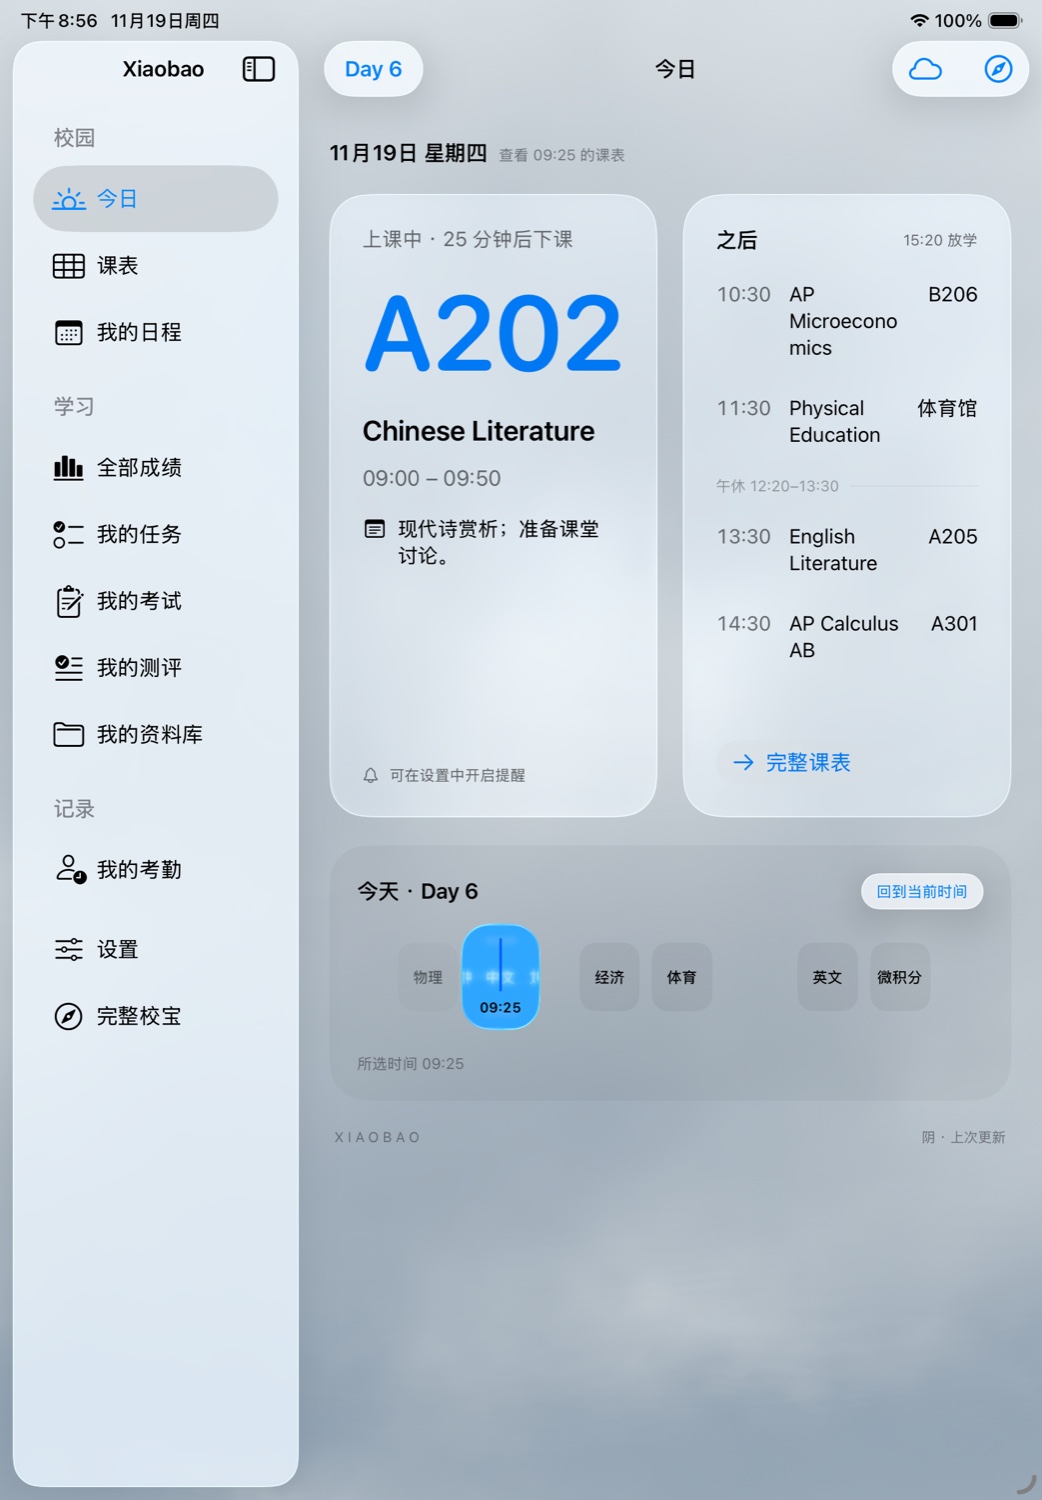 下午8:56 11月19日周四
100%
Xiaobao
Day 6
今日
校园
今日
课表
我的日程
学习
全部成绩
我的任务
我的考试
我的测评
我的资料库
记录
我的考勤
设置
完整校宝
11月19日 星期四 查看 09:25 的课表
上课中 · 25 分钟后下课
A202
Chinese Literature
09:00 – 09:50
现代诗赏析；准备课堂
讨论。
可在设置中开启提醒
之后 15:20 放学
10:30 AP B206
Microecono
mics
11:30 Physical 体育馆
Education
午休 12:20–13:30
13:30 English A205
Literature
14:30 AP Calculus A301
AB
完整课表
今天 · Day 6
回到当前时间
物理 中文 经济 体育 英文 微积分
09:25
所选时间 09:25
XIAOBAO
阴 · 上次更新